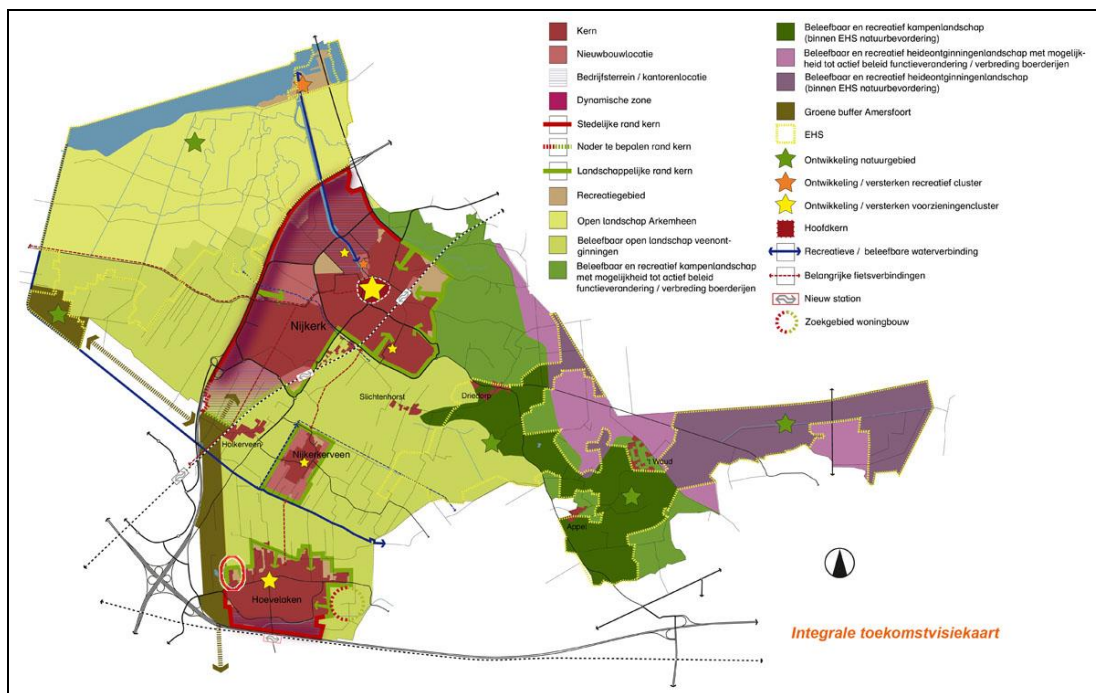 Kern
Nieuwbouwlocatie
Bedrijfsterrein / kantorenlocatie
Dynamische zone
Stedelijke rand kern
Nader te bepalen rand kern
Landschappelijke rand kern
Recreatiegebied
Open landschap Arkemheen
Beleefbaar open landschap veenont-
ginningen
Beleefbaar en recreatief kampenlandschap
met mogelijkheid tot actief beleid
functieverandering / verbreding boerderijen
Beleefbaar en recreatief kampenlandschap
(binnen EHS natuurbevordering)
Beleefbaar en recreatief heideontginningenlandschap met mogelijk-
heid tot actief beleid functieverandering / verbreding boerderijen
Beleefbaar en recreatief heideontginningenlandschap
(binnen EHS natuurbevordering)
Groene buffer Amersfoort
EHS
Ontwikkeling natuurgebied
Ontwikkeling / versterken recreatief cluster
Ontwikkeling / versterken voorzieningencluster
Hoofdkern
Recreatieve / beleefbare waterverbinding
Belangrijke fietsverbindingen
Nieuw station
Zoekgebied woningbouw
Nijkerk
Slichtenhorst
Driedorp
Holkerveen
Nijkerkerveen
't Woud
Appel
Hoevelaken
Integrale toekomstvisiekaart